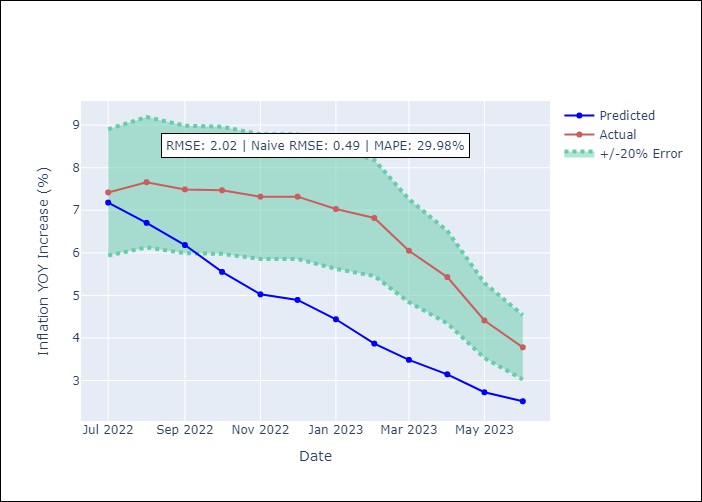 Predicted
Actual
+/-20% Error
RMSE: 2.02 | Naive RMSE: 0.49 | MAPE: 29.98%
Inflation YOY Increase (%)
9
8
7
6
5
4
3
Jul 2022 Sep 2022 Nov 2022 Jan 2023 Mar 2023 May 2023
Date